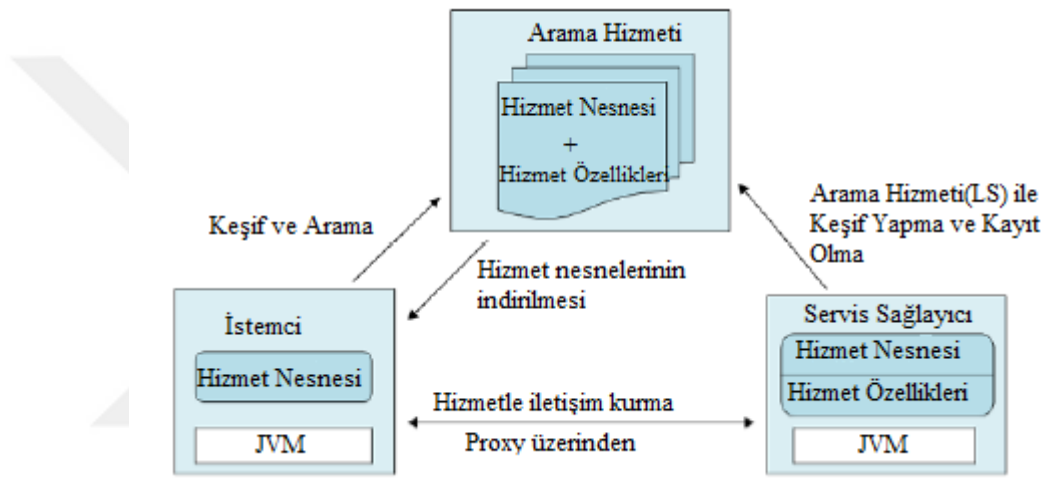 Arama Hizmeti
Hizmet Nesnesi
+
Hizmet Özellikleri
Keşif ve Arama
Arama Hizmeti(LS) ile
Keşif Yapma ve Kayıt
Olma
Hizmet nesnelerinin
indirilmesi
İstemci
Hizmet Nesnesi
JVM
Servis Sağlayıcı
Hizmet Nesnesi
Hizmet Özellikleri
JVM
Hizmetle iletişim kurma
Proxy üzerinden